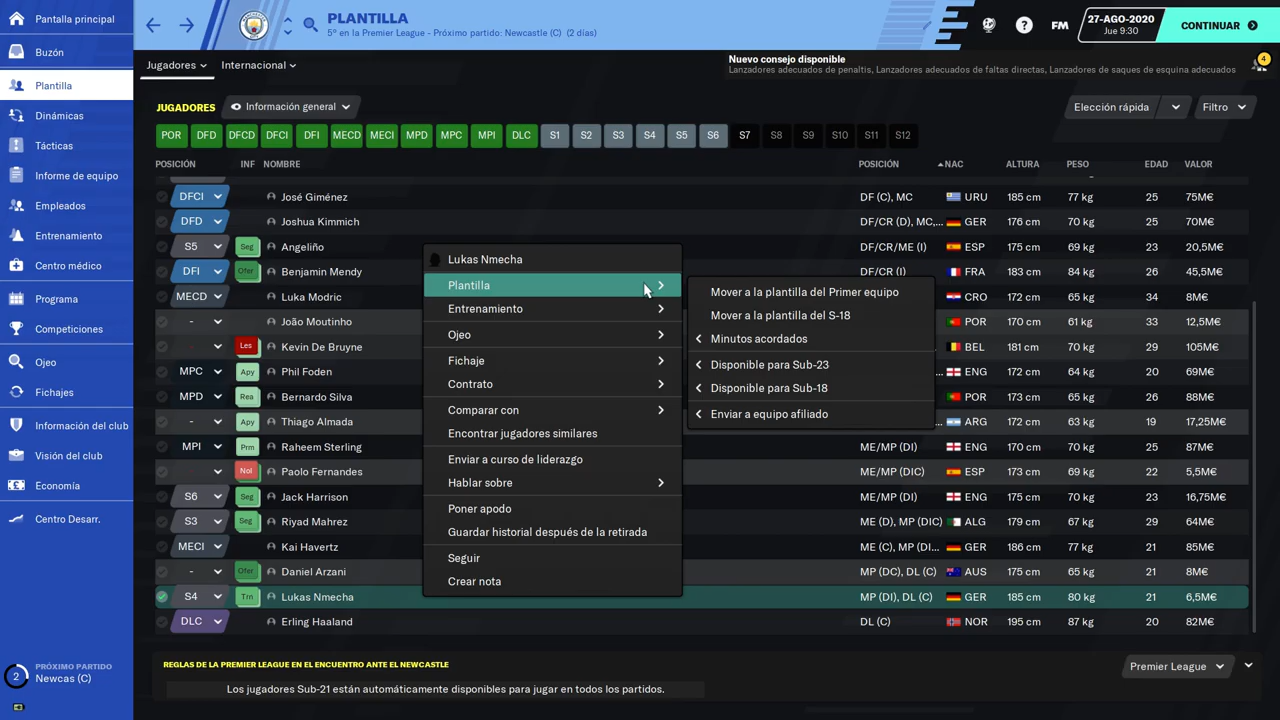 Pantalla principal
Buzón
Plantilla
Dinámicas
Tácticas
Informe de equipo
Empleados
Entrenamiento
Centro médico
Programa
Competiciones
Ojeo
Fichajes
Información del club
Visión del club
Economía
Centro Desarr.
2 PRÓXIMO PARTIDO
Newcas (C)
PLANTILLA
5º en la Premier League - Próximo partido: Newcastle (C) (2 días)
FM
27-AGO-2020
Jue 9:30
CONTINUAR
Jugadores
Internacional
Nuevo consejo disponible
Lanzadores adecuados de penaltis, Lanzadores adecuados de faltas directas, Lanzadores de saques de esquina adecuados
4
JUGADORES Información general Elección rápida Filtro
POR DFD DFCD DFCI DFI MECD MECI MPD MPC MPI DLC S1 S2 S3 S4 S5 S6 S7 S8 S9 S10 S11 S12
POSICIÓN INF NOMBRE POSICIÓN NAC ALTURA PESO EDAD VALOR
DFCI José Giménez DF (C), MC URU 185 cm 77 kg 25 75M€
DFD Joshua Kimmich DF/CR (D), MC,... GER 176 cm 70 kg 25 70M€
S5 Seg Angeliño DF/CR/ME (I) ESP 175 cm 69 kg 23 20,5M€
DFI Ofer Benjamin Mendy DF/CR (I) FRA 183 cm 84 kg 26 45,5M€
MECD Luka Modric CRO 172 cm 65 kg 34 8M€
- João Moutinho POR 170 cm 61 kg 33 12,5M€
Les Kevin De Bruyne BEL 181 cm 76 kg 29 105M€
MPC Apy Phil Foden ENG 172 cm 64 kg 20 69M€
MPD Rea Bernardo Silva POR 173 cm 65 kg 26 88M€
- Apy Thiago Almada ARG 172 cm 63 kg 19 17,25M€
MPI Prm Raheem Sterling ME/MP (DI) ENG 170 cm 70 kg 25 87M€
Nol Paolo Fernandes ME/MP (DIC) ESP 173 cm 69 kg 22 5,5M€
S6 Seg Jack Harrison ME/MP (DI) ENG 175 cm 70 kg 23 16,75M€
S3 Seg Riyad Mahrez ME (D), MP (DIC) ALG 179 cm 67 kg 29 64M€
MECI Kai Havertz ME (C), MP (DI... GER 186 cm 77 kg 21 85M€
- Ofer Daniel Arzani MP (DC), DL (C) AUS 175 cm 65 kg 21 8M€
S4 Trn Lukas Nmecha MP (DI), DL (C) GER 185 cm 80 kg 21 6,5M€
DLC Erling Haaland DL (C) NOR 195 cm 87 kg 20 82M€
Lukas Nmecha
Plantilla
Entrenamiento
Ojeo
Fichaje
Contrato
Comparar con
Encontrar jugadores similares
Enviar a curso de liderazgo
Hablar sobre
Poner apodo
Guardar historial después de la retirada
Seguir
Crear nota
Mover a la plantilla del Primer equipo
Mover a la plantilla del S-18
Minutos acordados
Disponible para Sub-23
Disponible para Sub-18
Enviar a equipo afiliado
REGLAS DE LA PREMIER LEAGUE EN EL ENCUENTRO ANTE EL NEWCASTLE
Premier League
Los jugadores Sub-21 están automáticamente disponibles para jugar en todos los partidos.